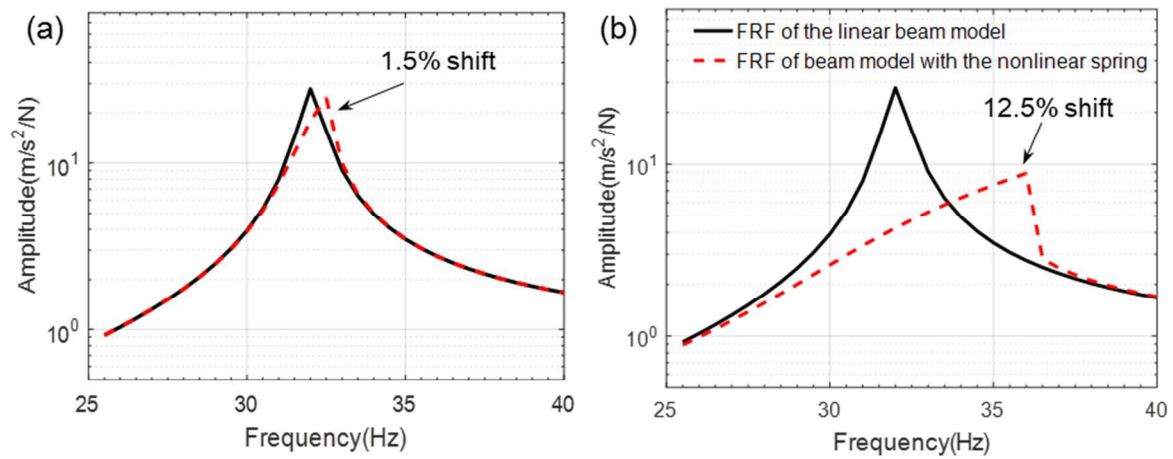 (a)
1.5% shift
10^1
10^0
Amplitude(m/s^2/N)
25
30
35
40
Frequency(Hz)
(b)
FRF of the linear beam model
FRF of beam model with the nonlinear spring
12.5% shift
10^1
10^0
Amplitude(m/s^2/N)
25
30
35
40
Frequency(Hz)